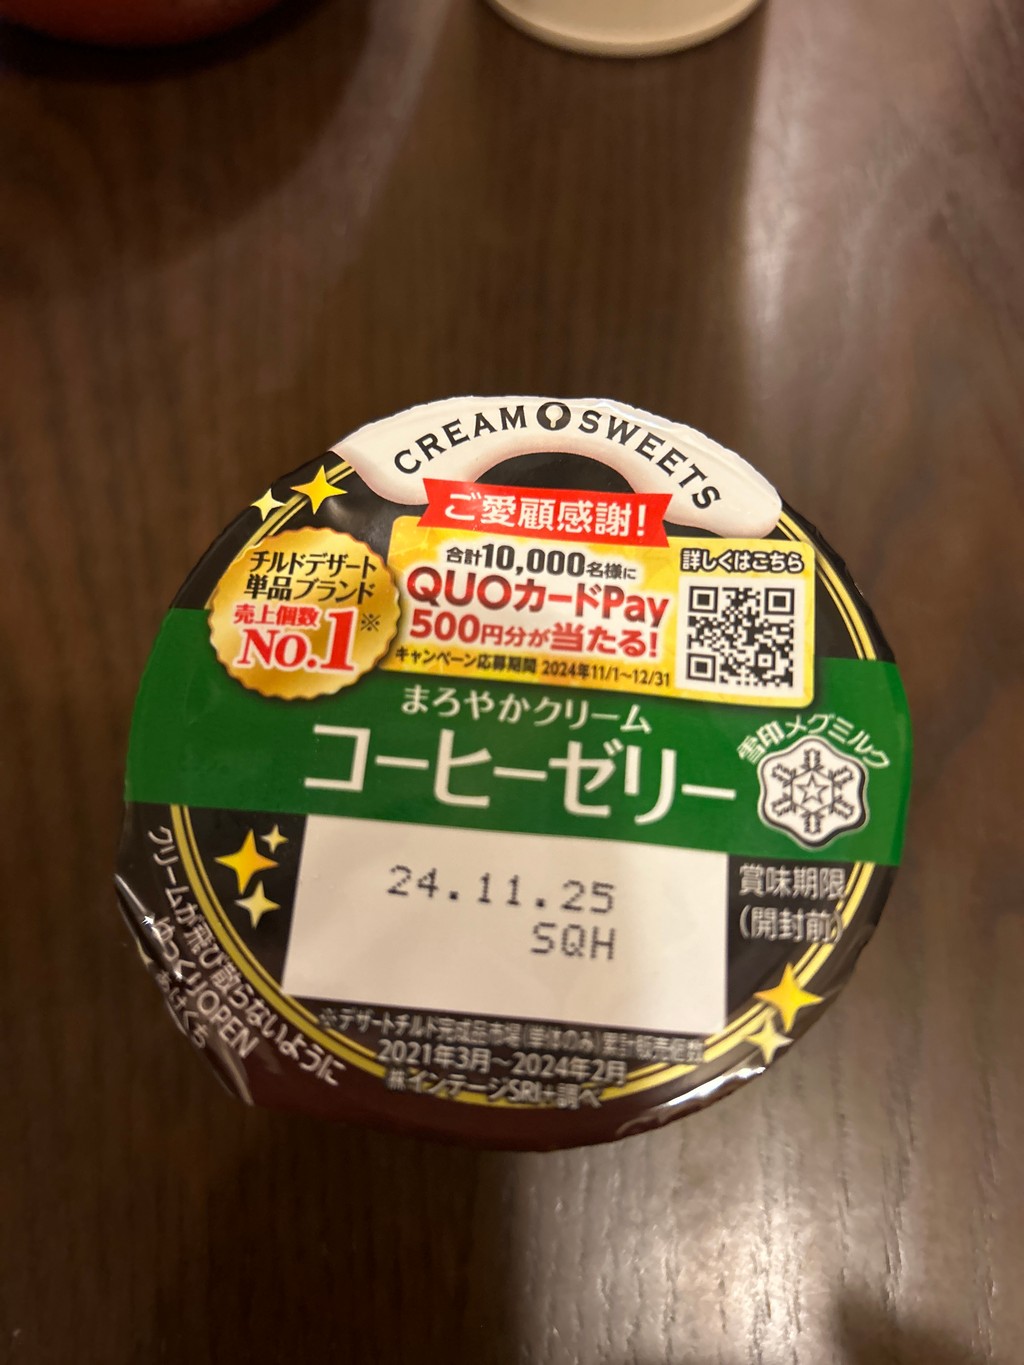 CREAM SWEETS
ご愛顧感謝!
チルドデザート
単品ブランド
売上個数
No.1※
合計10,000名様に
QUOカードPay
500円分が当たる!
キャンペーン応募期間 2024年11/1〜12/31
詳しくはこちら
まろやかクリーム
コーヒーゼリー
雪印メグミルク
24.11.25
SQH
賞味期限
(開封前)
クリームが飛び散らないように
ゆっくりOPEN
あけくち
※デザートチルド完成品市場(単体のみ)累計販売個数
2021年3月〜2024年2月
㈱インテージSRI+調べ